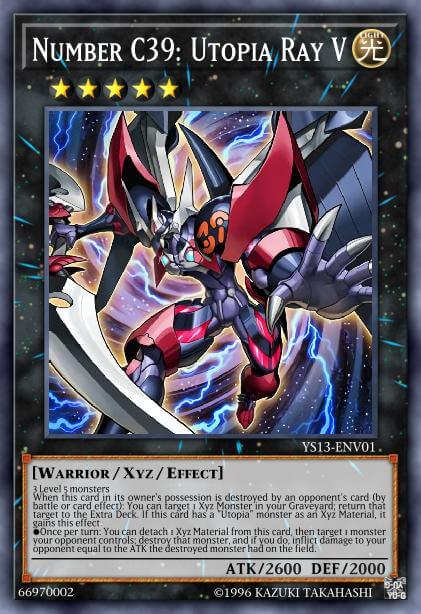 Number C39: Utopia Ray V
LIGHT
光
39
YS13-ENV01
[Warrior / Xyz / Effect]
3 Level 5 monsters
When this card in its owner's possession is destroyed by an opponent's card (by
battle or card effect): You can target 1 Xyz Monster in your Graveyard; return that
target to the Extra Deck. If this card has a "Utopia" monster as an Xyz Material, it
gains this effect.
●Once per turn: You can detach 1 Xyz Material from this card, then target 1 monster
your opponent controls; destroy that monster, and if you do, inflict damage to your
opponent equal to the ATK the destroyed monster had on the field.
ATK/2600 DEF/2000
66970002
©1996 KAZUKI TAKAHASHI